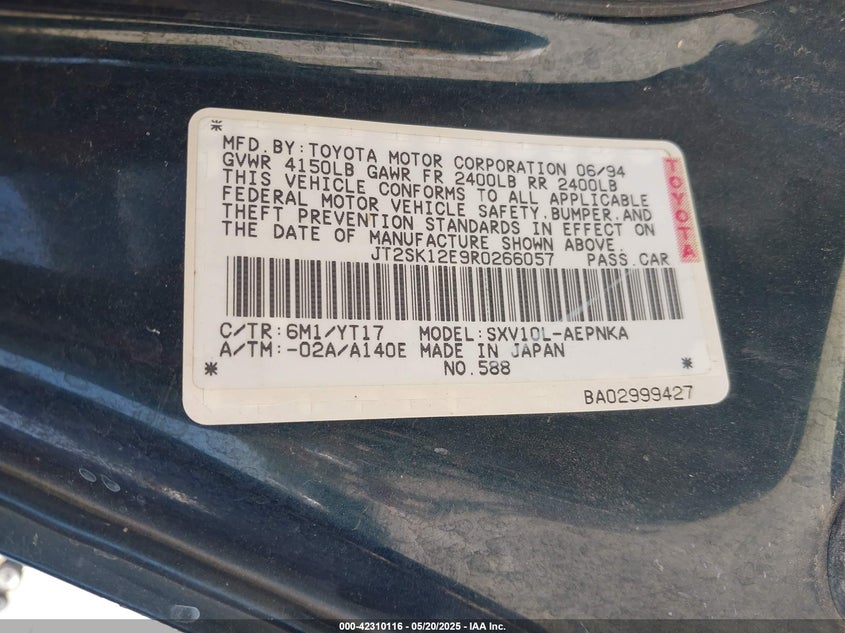 MFD.BY:TOYOTA MOTOR CORPORATION 06/94
GVWR 4150LB GAWR FR 2400LB RR 2400LB
THIS VEHICLE CONFORMS TO ALL APPLICABLE
FEDERAL MOTOR VEHICLE SAFETY,BUMPER,AND
THEFT PREVENTION STANDARDS IN EFFECT ON
THE DATE OF MANUFACTURE SHOWN ABOVE.
JT2SK12E9R0266057 PASS.CAR
TOYOTA
C/TR:6M1/YT17 MODEL:SXV10L-AEPNKA
A/TM:-02A/A140E MADE IN JAPAN
NO.588
BA02999427
000-42310116 - 05/20/2025 - IAA Inc.